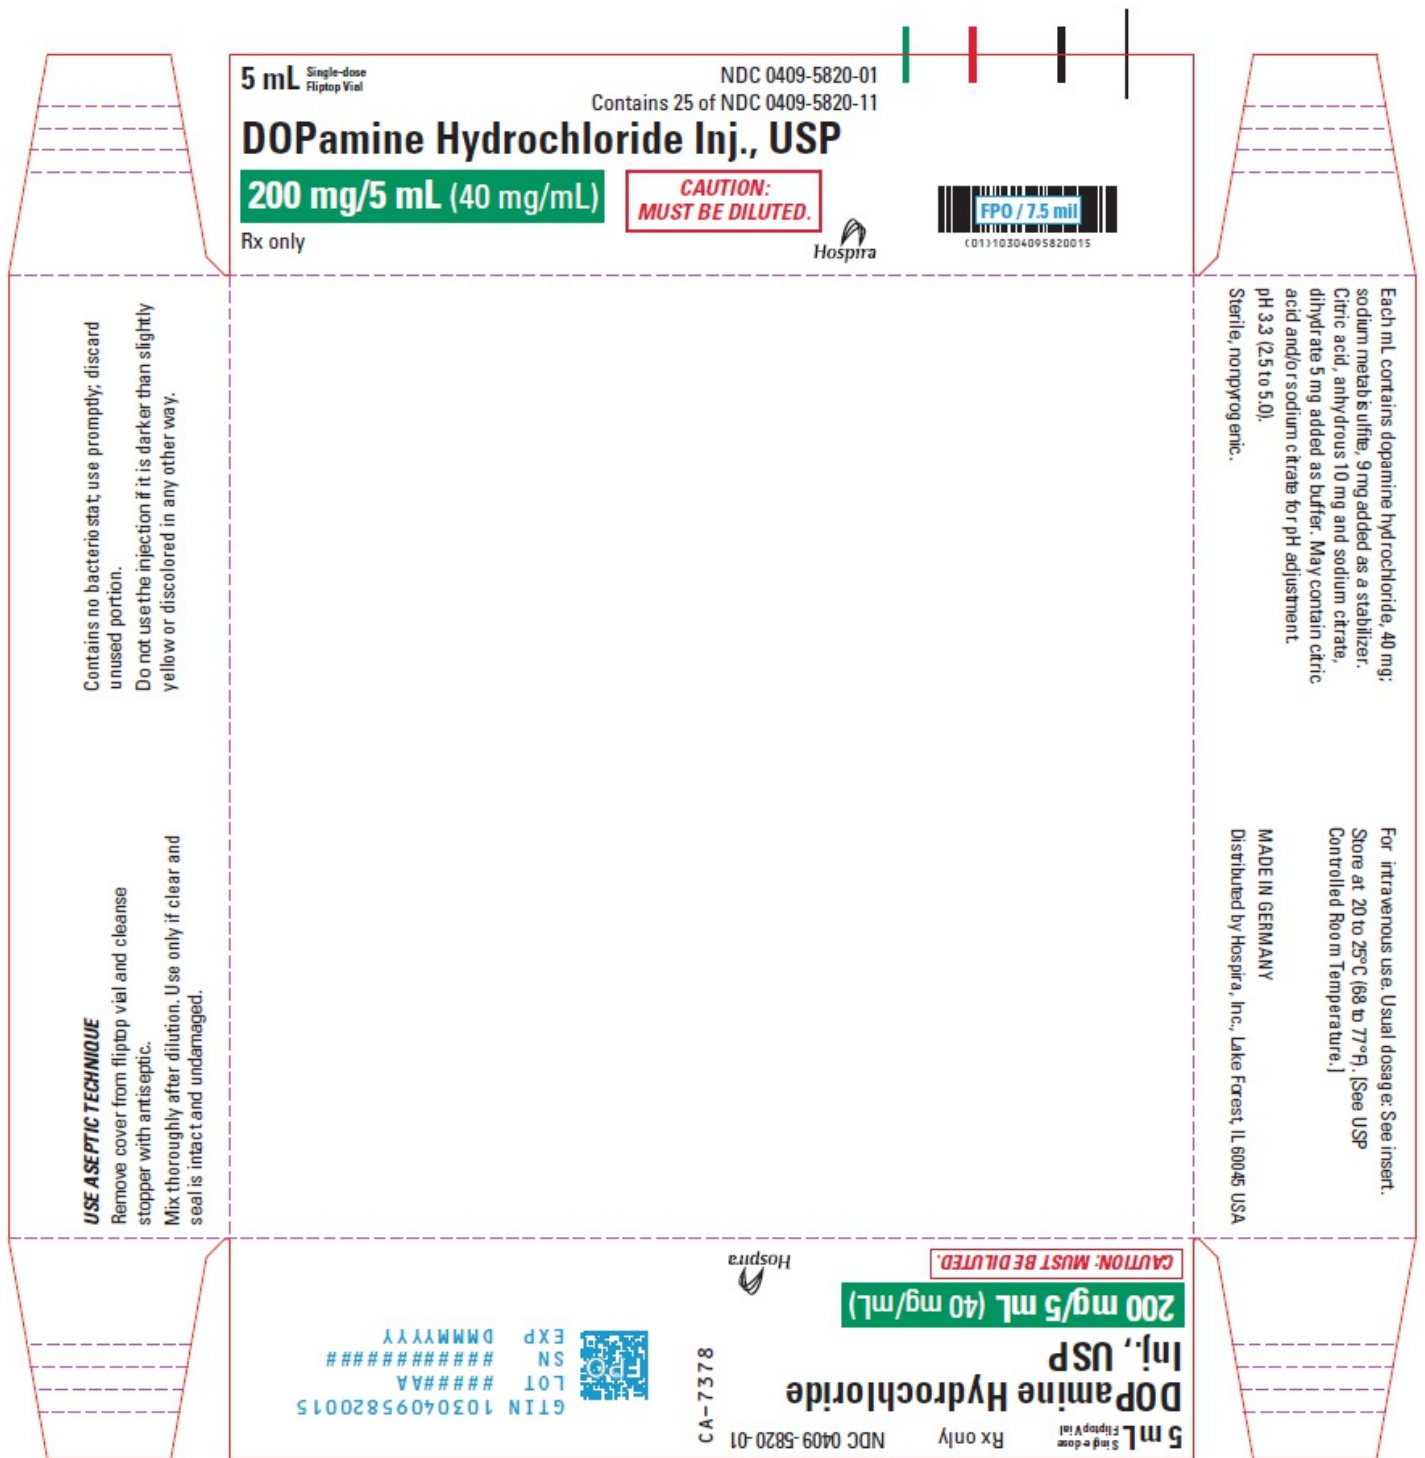 5 mL Single-dose
Fliptop Vial
NDC 0409-5820-01
Contains 25 of NDC 0409-5820-11
DOPamine Hydrochloride Inj., USP
200 mg/5 mL (40 mg/mL)
CAUTION:
MUST BE DILUTED.
Rx only
Hospira
FPO / 7.5 mil
(01)10304095820015
Contains no bacteriostat; use promptly; discard
unused portion.
Do not use the injection if it is darker than slightly
yellow or discolored in any other way.
USE ASEPTIC TECHNIQUE
Remove cover from fliptop vial and cleanse
stopper with antiseptic.
Mix thoroughly after dilution. Use only if clear and
seal is intact and undamaged.
Each mL contains dopamine hydrochloride, 40 mg;
sodium metabisulfite, 9 mg added as a stabilizer.
Citric acid, anhydrous 10 mg and sodium citrate,
dihydrate 5 mg added as buffer. May contain citric
acid and/or sodium citrate for pH adjustment.
pH 3.3 (2.5 to 5.0).
Sterile, nonpyrogenic.
For intravenous use. Usual dosage: See insert.
Store at 20 to 25°C (68 to 77°F). [See USP
Controlled Room Temperature.]
MADE IN GERMANY
Distributed by Hospira, Inc., Lake Forest, IL 60045 USA
5 mL Single-dose
Fliptop Vial
Rx only
NDC 0409-5820-01
DOPamine Hydrochloride
Inj., USP
200 mg/5 mL (40 mg/mL)
CAUTION: MUST BE DILUTED.
Hospira
CA-7378
FPO
GTIN 10304095820015
LOT ######AA
SN ############
EXP DMMMYYYY